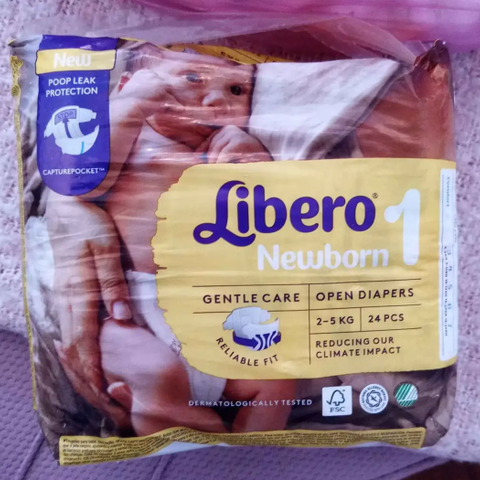 New
POOP LEAK
PROTECTION
CAPTUREPOCKET™
Libero®
Newborn 1
GENTLE CARE
OPEN DIAPERS
2–5 KG
24 PCS
RELIABLE FIT
REDUCING OUR
CLIMATE IMPACT
DERMATOLOGICALLY TESTED
FSC